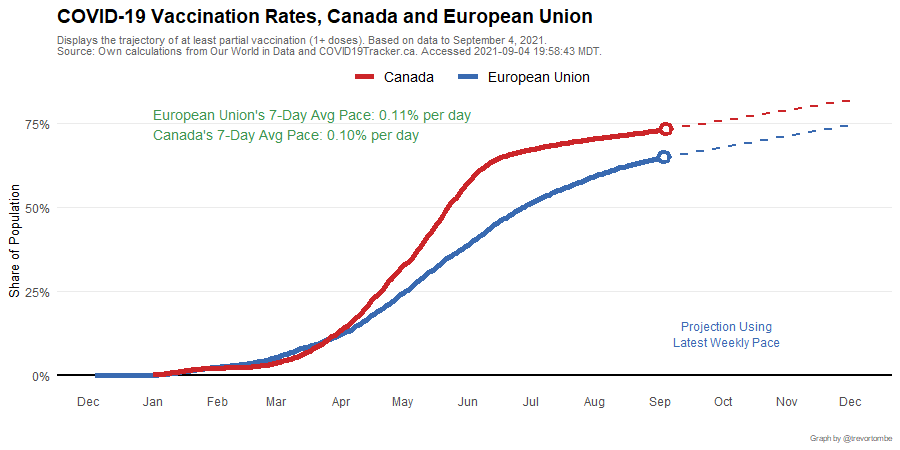 COVID-19 Vaccination Rates, Canada and European Union
Displays the trajectory of at least partial vaccination (1+ doses). Based on data to September 4, 2021.
Source: Own calculations from Our World in Data and COVID19Tracker.ca. Accessed 2021-09-04 19:58:43 MDT.
Canada European Union
European Union's 7-Day Avg Pace: 0.11% per day
Canada's 7-Day Avg Pace: 0.10% per day
75%
50%
25%
0%
Share of Population
Projection Using
Latest Weekly Pace
Dec Jan Feb Mar Apr May Jun Jul Aug Sep Oct Nov Dec
Graph by @trevortombe